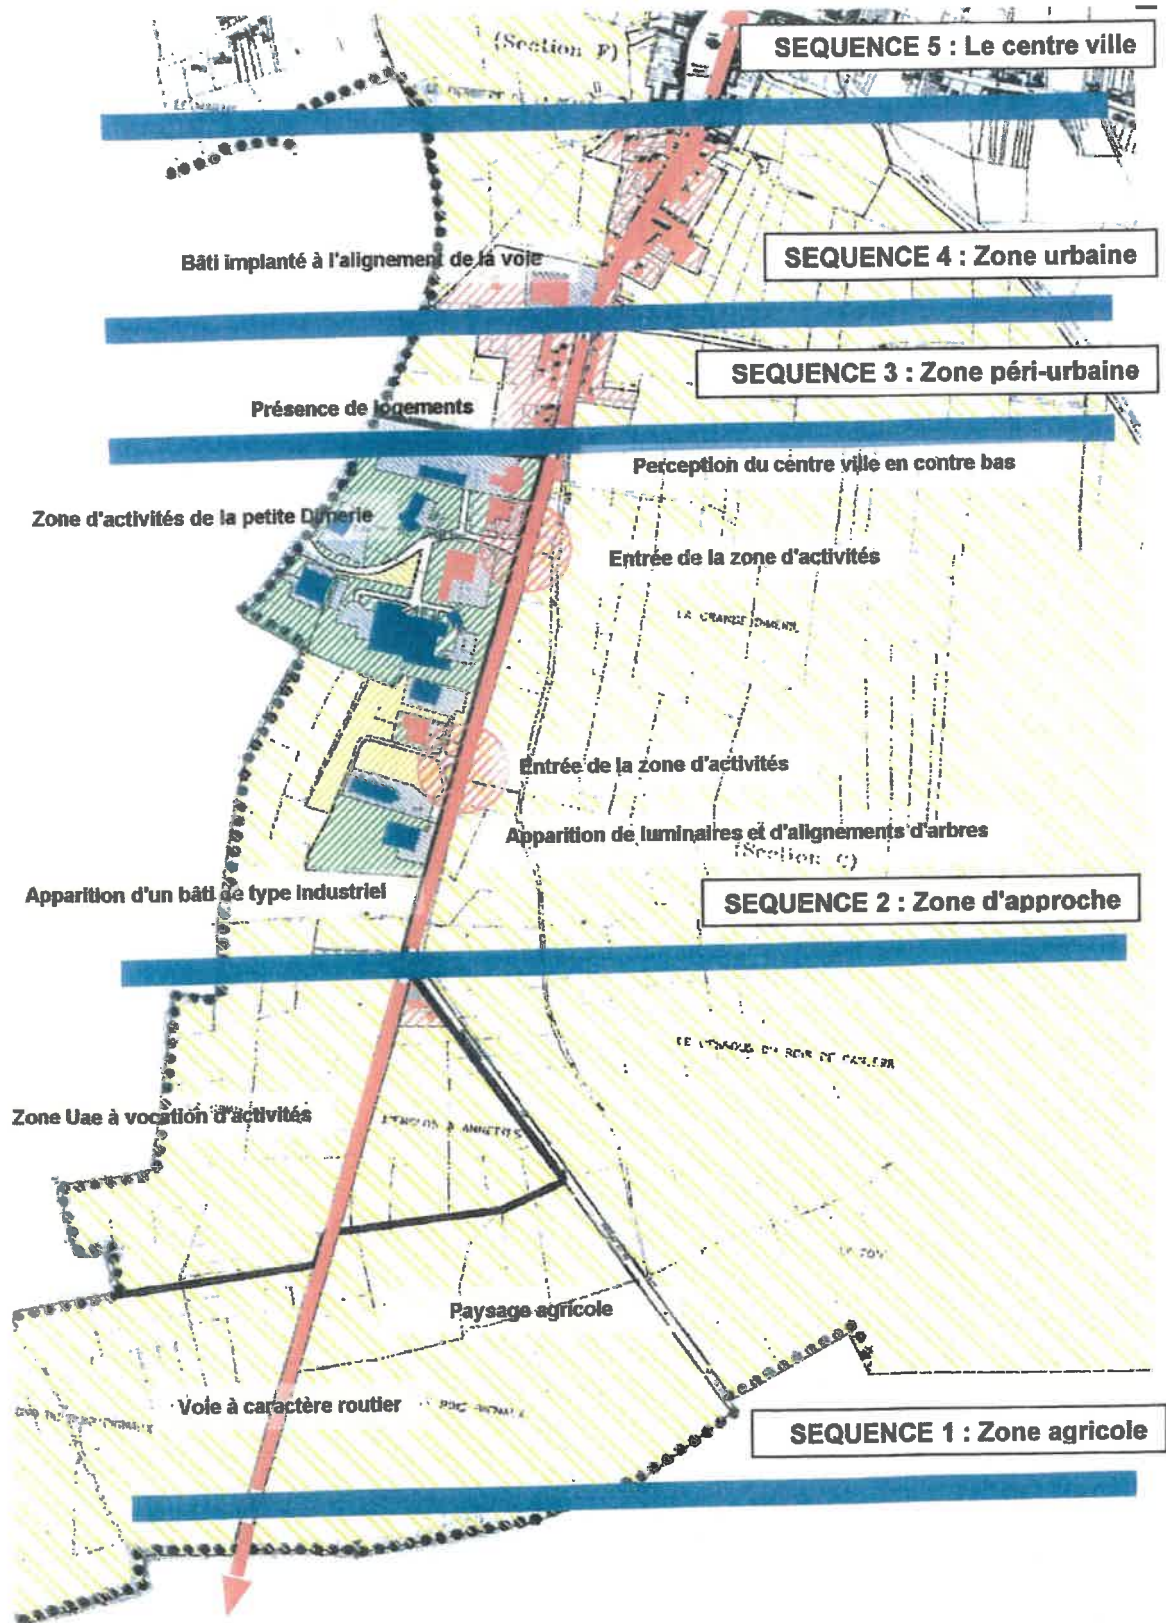 (Section F)
SEQUENCE 5 : Le centre ville
Bâti implanté à l'alignement de la voie
SEQUENCE 4 : Zone urbaine
SEQUENCE 3 : Zone péri-urbaine
Présence de logements
Perception du centre ville en contre bas
Zone d'activités de la petite Dimerie
Entrée de la zone d'activités
LA GRANDE DIMERIE
Entrée de la zone d'activités
Apparition de luminaires et d'alignements d'arbres
(Section C)
Apparition d'un bâti de type industriel
SEQUENCE 2 : Zone d'approche
Zone Uae à vocation d'activités
Paysage agricole
Voie à caractère routier
SEQUENCE 1 : Zone agricole